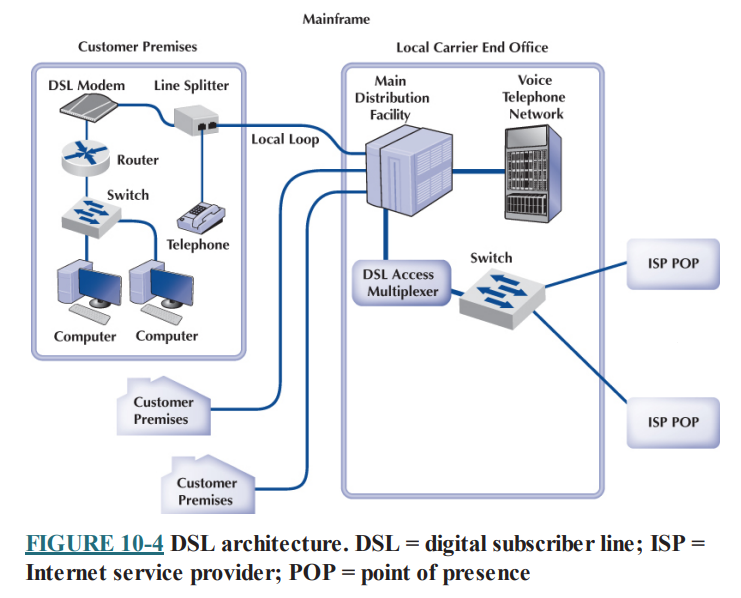 Mainframe
Customer Premises
DSL Modem
Line Splitter
Router
Switch
Telephone
Computer
Computer
Local Loop
Customer
Premises
Customer
Premises
Local Carrier End Office
Main
Distribution
Facility
Voice
Telephone
Network
DSL Access
Multiplexer
Switch
ISP POP
ISP POP
FIGURE 10-4 DSL architecture. DSL = digital subscriber line; ISP =
Internet service provider; POP = point of presence